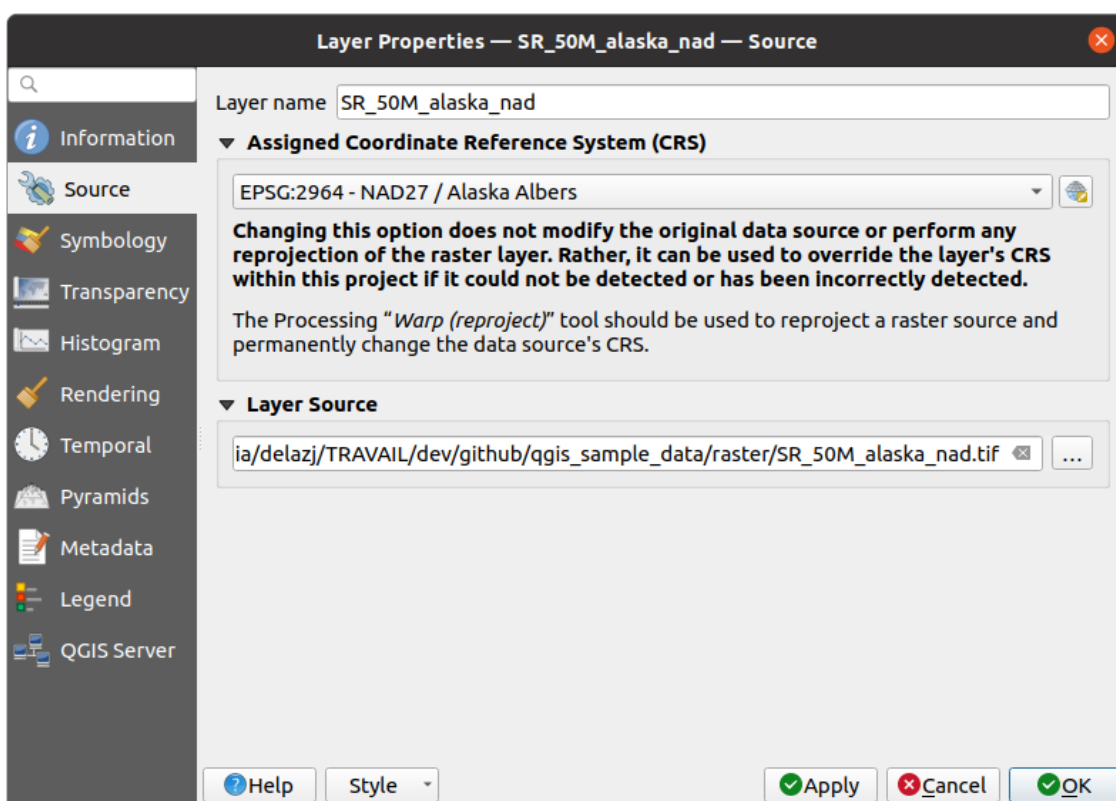 Layer Properties — SR_50M_alaska_nad — Source
Information
Source
Symbology
Transparency
Histogram
Rendering
Temporal
Pyramids
Metadata
Legend
QGIS Server
Layer name SR_50M_alaska_nad
Assigned Coordinate Reference System (CRS)
EPSG:2964 - NAD27 / Alaska Albers
Changing this option does not modify the original data source or perform any
reprojection of the raster layer. Rather, it can be used to override the layer's CRS
within this project if it could not be detected or has been incorrectly detected.
The Processing “Warp (reproject)” tool should be used to reproject a raster source and
permanently change the data source's CRS.
Layer Source
ia/delazj/TRAVAIL/dev/github/qgis_sample_data/raster/SR_50M_alaska_nad.tif
...
Help Style Apply Cancel OK